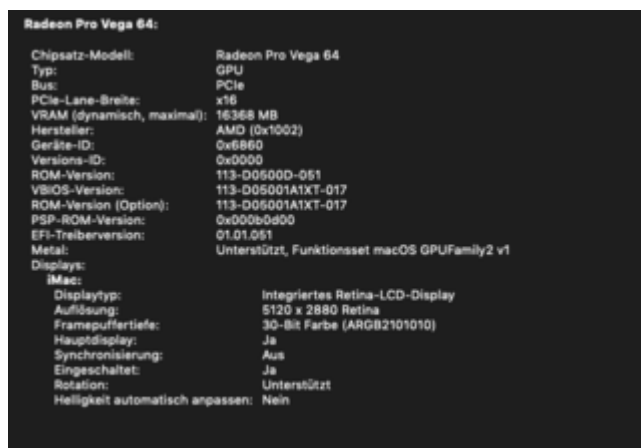 Radeon Pro Vega 64:
Chipsatz-Modell: Radeon Pro Vega 64
Typ: GPU
Bus: PCIe
PCIe-Lane-Breite: x16
VRAM (dynamisch, maximal): 16368 MB
Hersteller: AMD (0x1002)
Geräte-ID: 0x6860
Versions-ID: 0x0000
ROM-Version: 113-D0500D-051
VBIOS-Version: 113-D05001A1XT-017
ROM-Version (Option): 113-D05001A1XT-017
PSP-ROM-Version: 0x000b0d00
EFI-Treiberversion: 01.01.051
Metal: Unterstützt, Funktionsset macOS GPUFamily2 v1
Displays:
iMac:
Displaytyp: Integriertes Retina-LCD-Display
Auflösung: 5120 x 2880 Retina
Framepuffertiefe: 30-Bit Farbe (ARGB2101010)
Hauptdisplay: Ja
Synchronisierung: Aus
Eingeschaltet: Ja
Rotation: Unterstützt
Helligkeit automatisch anpassen: Nein